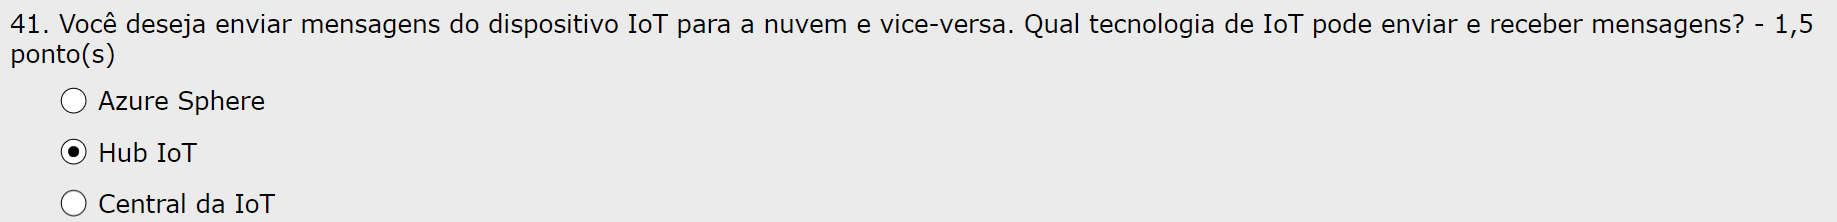 41. Você deseja enviar mensagens do dispositivo IoT para a nuvem e vice-versa. Qual tecnologia de IoT pode enviar e receber mensagens? - 1,5
ponto(s)
Azure Sphere
Hub IoT
Central da IoT